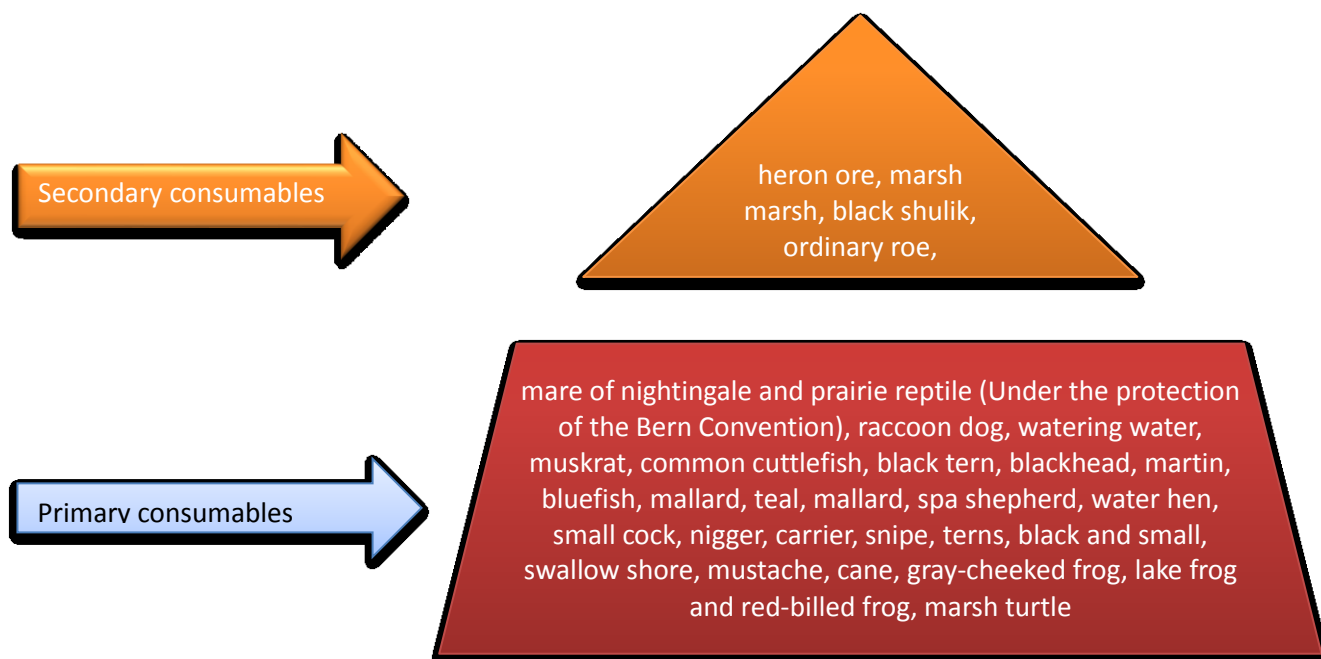 Secondary consumables
heron ore, marsh
marsh, black shulik,
ordinary roe,
Primary consumables
mare of nightingale and prairie reptile (Under the protection
of the Bern Convention), raccoon dog, watering water,
muskrat, common cuttlefish, black tern, blackhead, martin,
bluefish, mallard, teal, mallard, spa shepherd, water hen,
small cock, nigger, carrier, snipe, terns, black and small,
swallow shore, mustache, cane, gray-cheeked frog, lake frog
and red-billed frog, marsh turtle